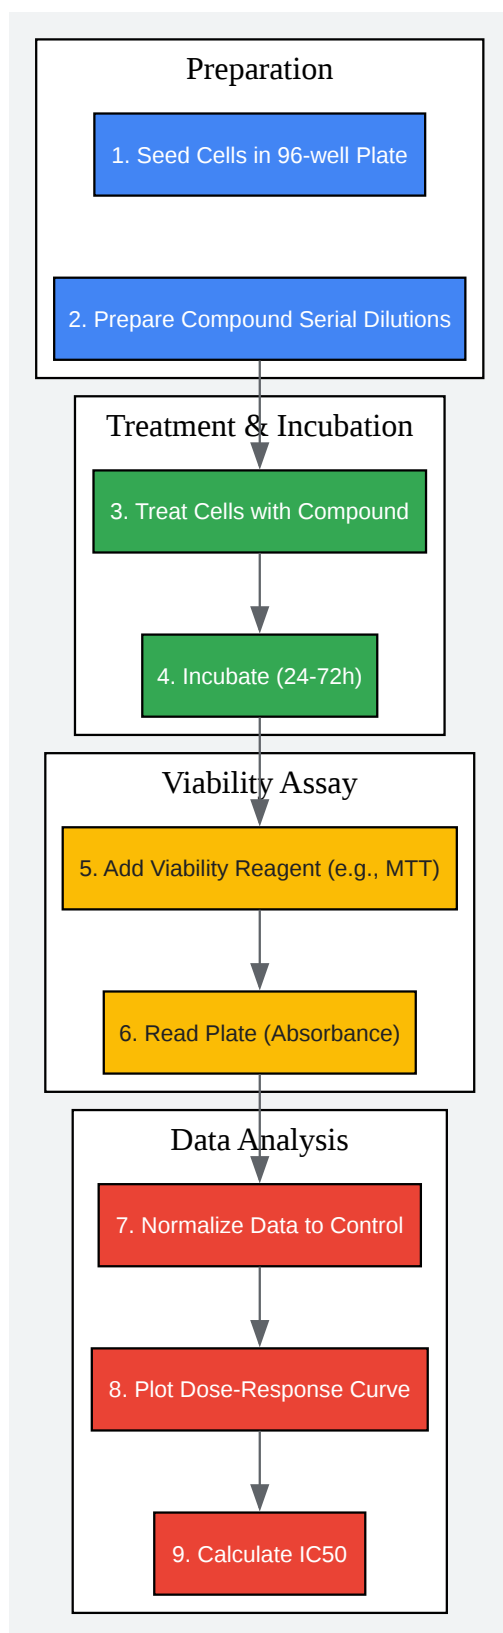 Preparation
1. Seed Cells in 96-well Plate
2. Prepare Compound Serial Dilutions
Treatment & Incubation
3. Treat Cells with Compound
4. Incubate (24-72h)
Viability Assay
5. Add Viability Reagent (e.g., MTT)
6. Read Plate (Absorbance)
Data Analysis
7. Normalize Data to Control
8. Plot Dose-Response Curve
9. Calculate IC50